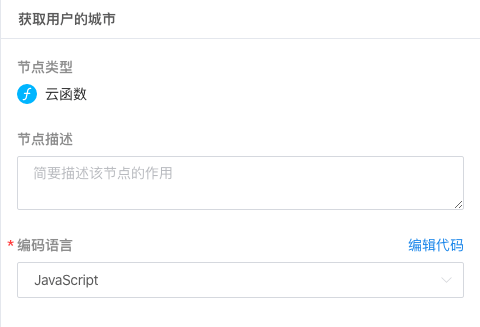 获取用户的城市
节点类型
云函数
节点描述
简要描述该节点的作用
* 编码语言 编辑代码
JavaScript